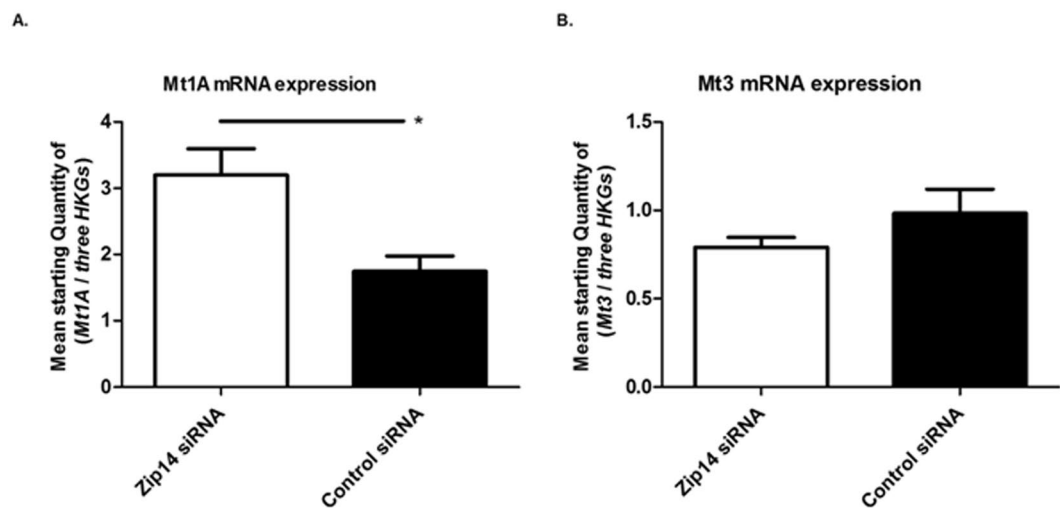 A.
Mt1A mRNA expression
Mean starting Quantity of
(Mt1A / three HKGs)
4
3
2
1
0
*
Zip14 siRNA
Control siRNA
B.
Mt3 mRNA expression
Mean starting Quantity of
(Mt3 / three HKGs)
1.5
1.0
0.5
0.0
Zip14 siRNA
Control siRNA